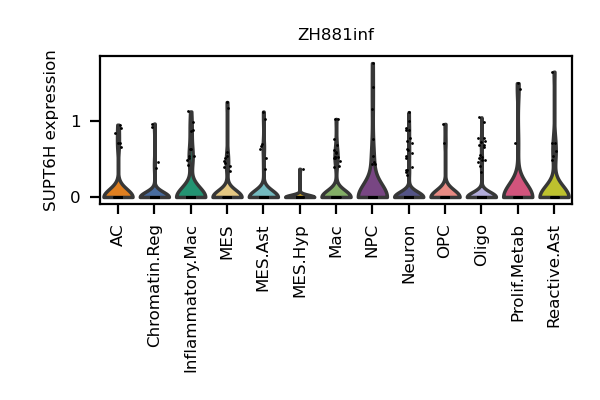 ZH881inf
SUPT6H expression
1
0
AC
Chromatin.Reg
Inflammatory.Mac
MES
MES.Ast
MES.Hyp
Mac
NPC
Neuron
OPC
Oligo
Prolif.Metab
Reactive.Ast